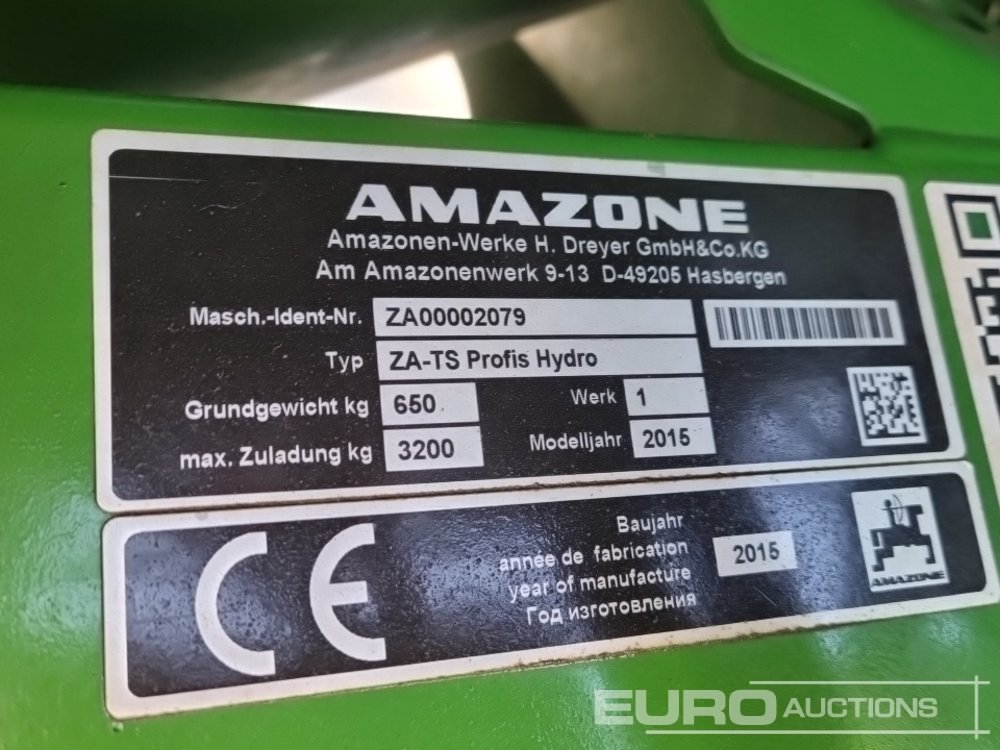 AMAZONE
Amazonen-Werke H. Dreyer GmbH&Co.KG
Am Amazonenwerk 9-13 D-49205 Hasbergen
Masch.-Ident-Nr. ZA00002079
Typ ZA-TS Profis Hydro
Grundgewicht kg 650 Werk 1
max. Zuladung kg 3200 Modelljahr 2015
CE
Baujahr
année de fabrication
year of manufacture
Год изготовления
2015
AMAZONE
EURO AUCTIONS